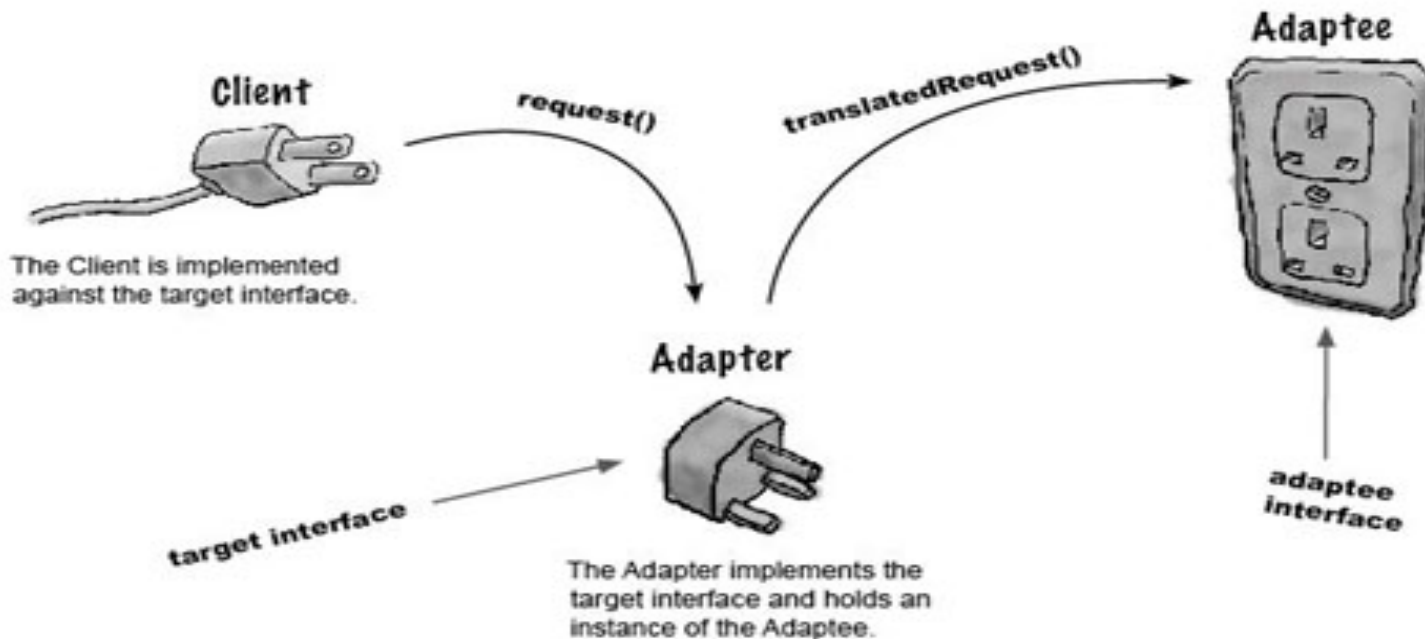 Adaptee
Client
request()
translatedRequest()
The Client is implemented
against the target interface.
Adapter
target interface
adaptee
interface
The Adapter implements the
target interface and holds an
instance of the Adaptee.